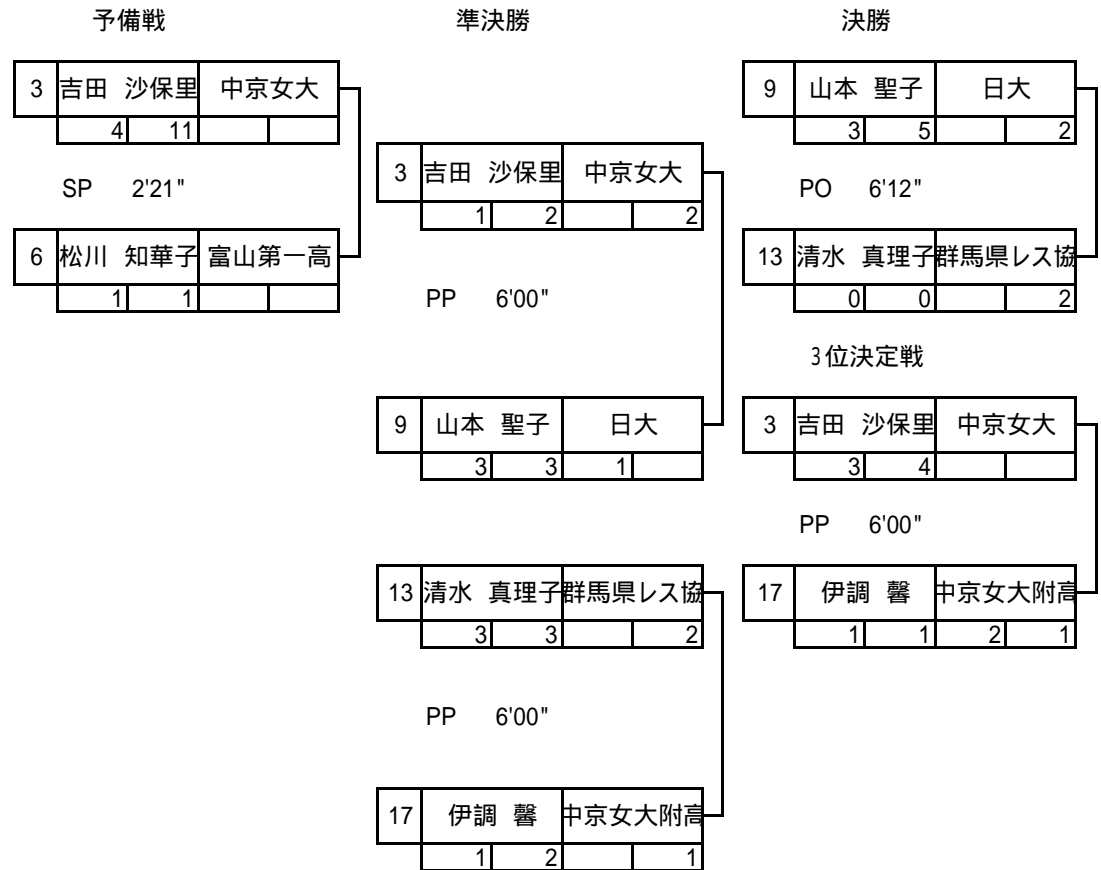 予備戦 準決勝 決勝
3 吉田 沙保里 中京女大
4 11
SP 2'21"
6 松川 知華子 富山第一高
1 1
3 吉田 沙保里 中京女大
1 2 2
PP 6'00"
9 山本 聖子 日大
3 3 1
13 清水 真理子 群馬県レス協
3 3 2
PP 6'00"
17 伊調 馨 中京女大附高
1 2 1
9 山本 聖子 日大
3 5 2
PO 6'12"
13 清水 真理子 群馬県レス協
0 0 2
3位決定戦
3 吉田 沙保里 中京女大
3 4
PP 6'00"
17 伊調 馨 中京女大附高
1 1 2 1